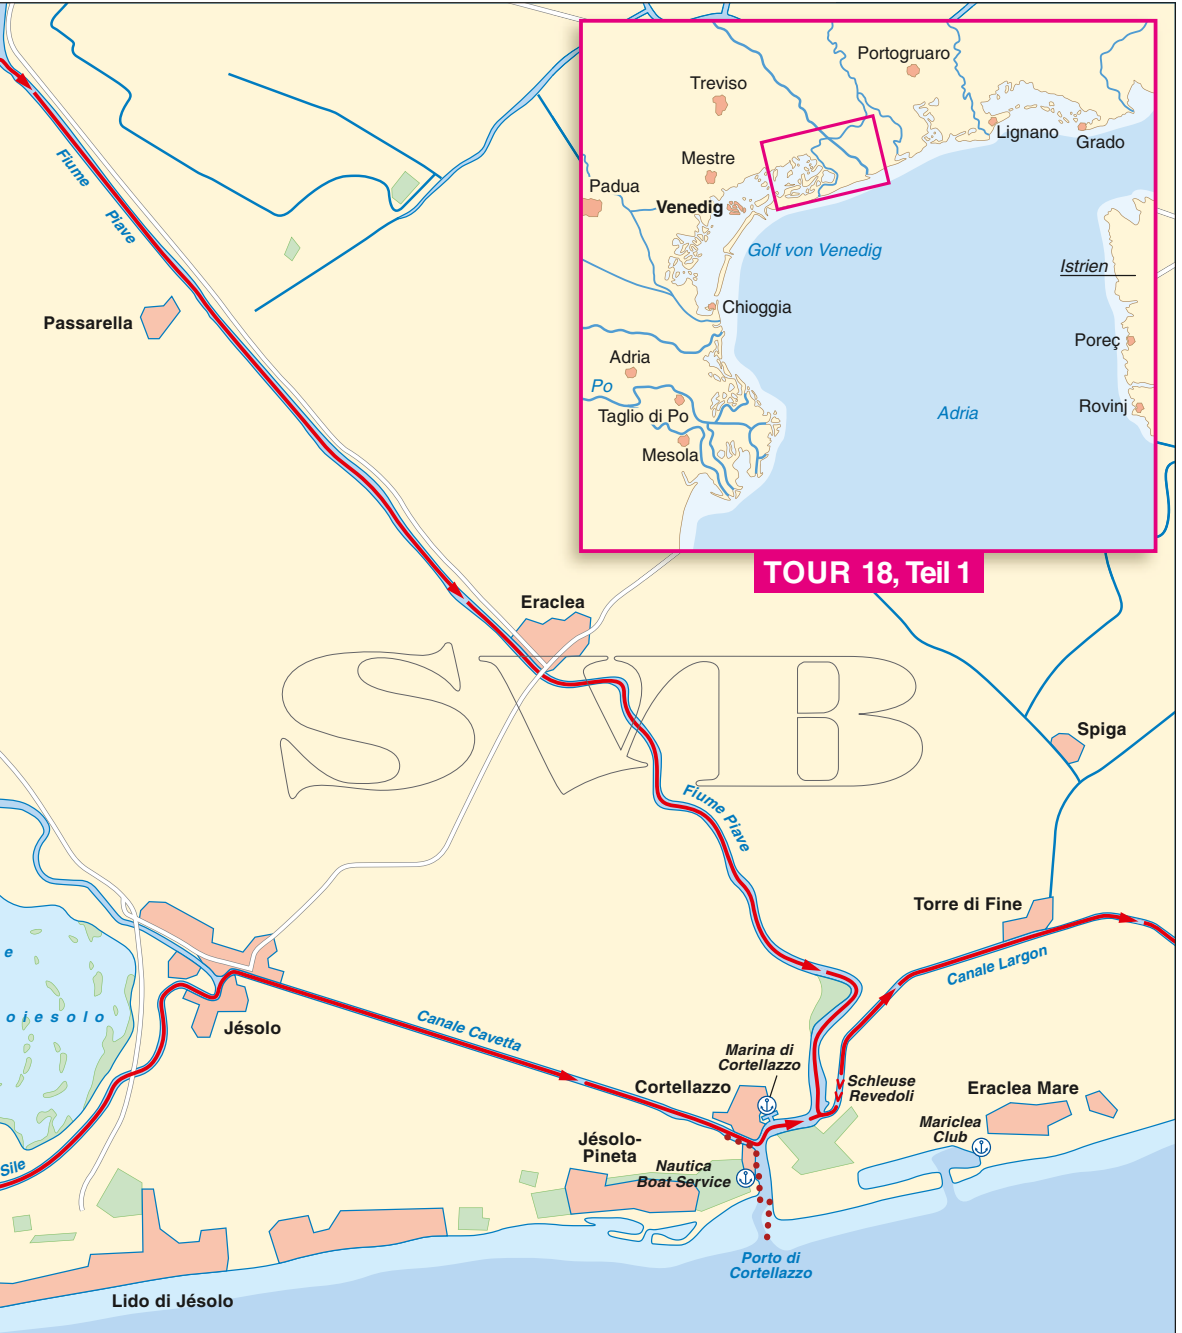 Portogruaro
Treviso
Lignano
Grado
Mestre
Padua
Venedig
Golf von Venedig
Istrien
Chioggia
Poreç
Adria
Po
Taglio di Po
Rovinj
Adria
Mesola
TOUR 18, Teil 1
Fiume
Piave
Passarella
Eraclea
SVB
Spiga
Fiume Piave
Torre di Fine
Canale Largon
e
oiesolo
Jésolo
Canale Cavetta
Marina di
Cortellazzo
Cortellazzo
Schleuse
Revedoli
Eraclea Mare
Mariclea
Club
Jésolo-
Pineta
Nautica
Boat Service
Sile
Porto di
Cortellazzo
Lido di Jésolo